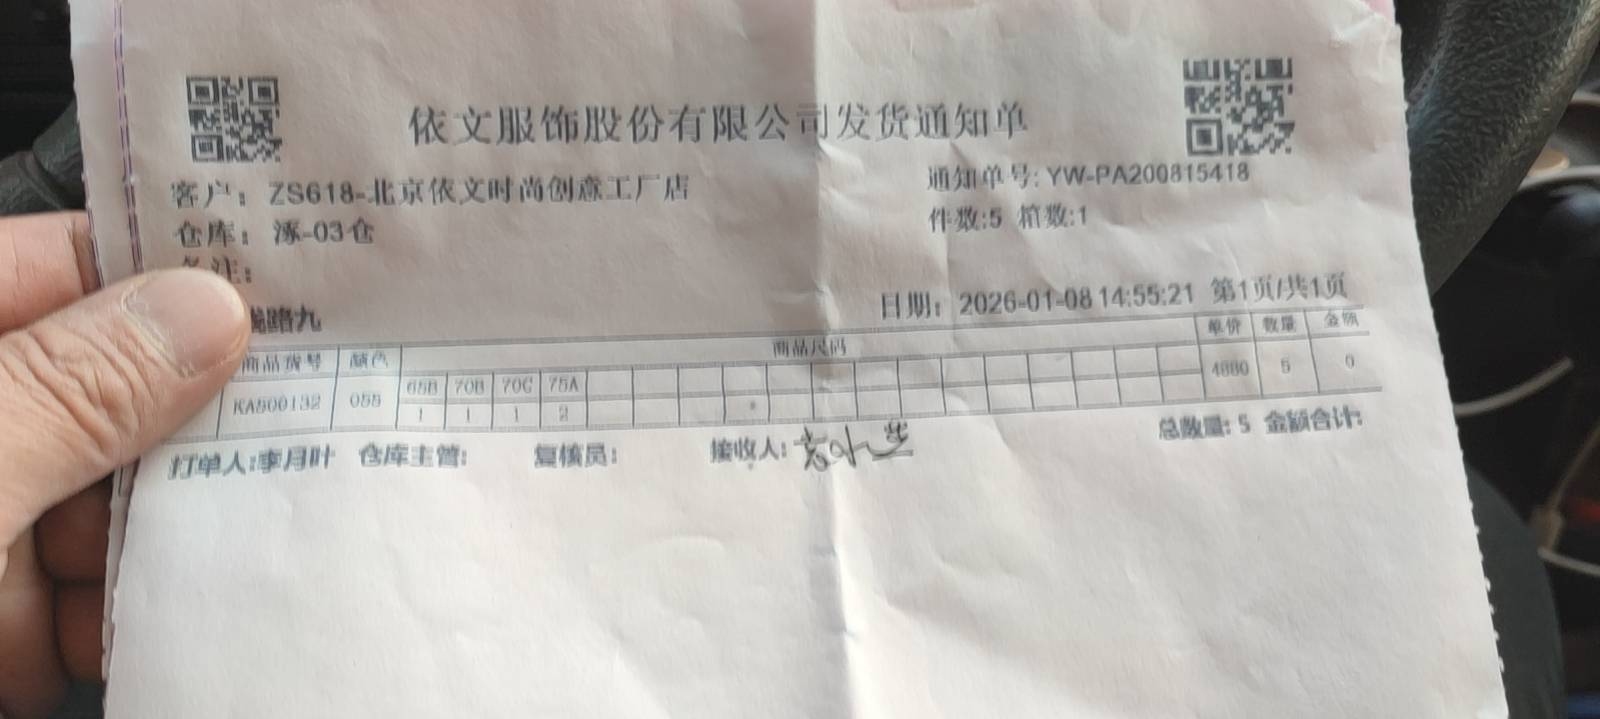 依文服饰股份有限公司发货通知单
客户: ZS618-北京依文时尚创意工厂店
通知单号: YW-PA200815418
仓库: 涿-03仓
件数:5 箱数:1
备注:
线路九
日期: 2026-01-08 14:55:21 第1页/共1页
商品货号 颜色 商品尺码 单价 数量 金额
65B 70B 70C 75A
KA500132 055 1 1 1 2 4880 5 0
总数量: 5 金额合计:
打单人:李月叶 仓库主管: 复核员: 接收人: